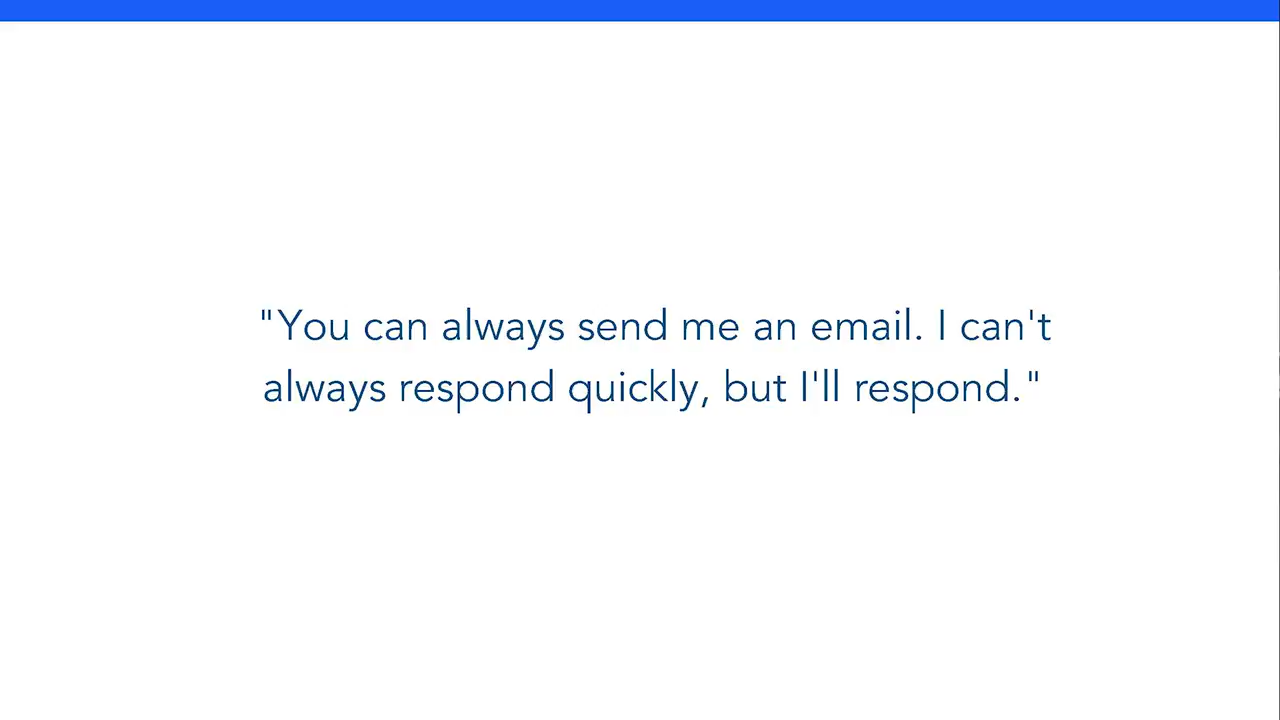 "You can always send me an email. I can't
always respond quickly, but I'll respond."